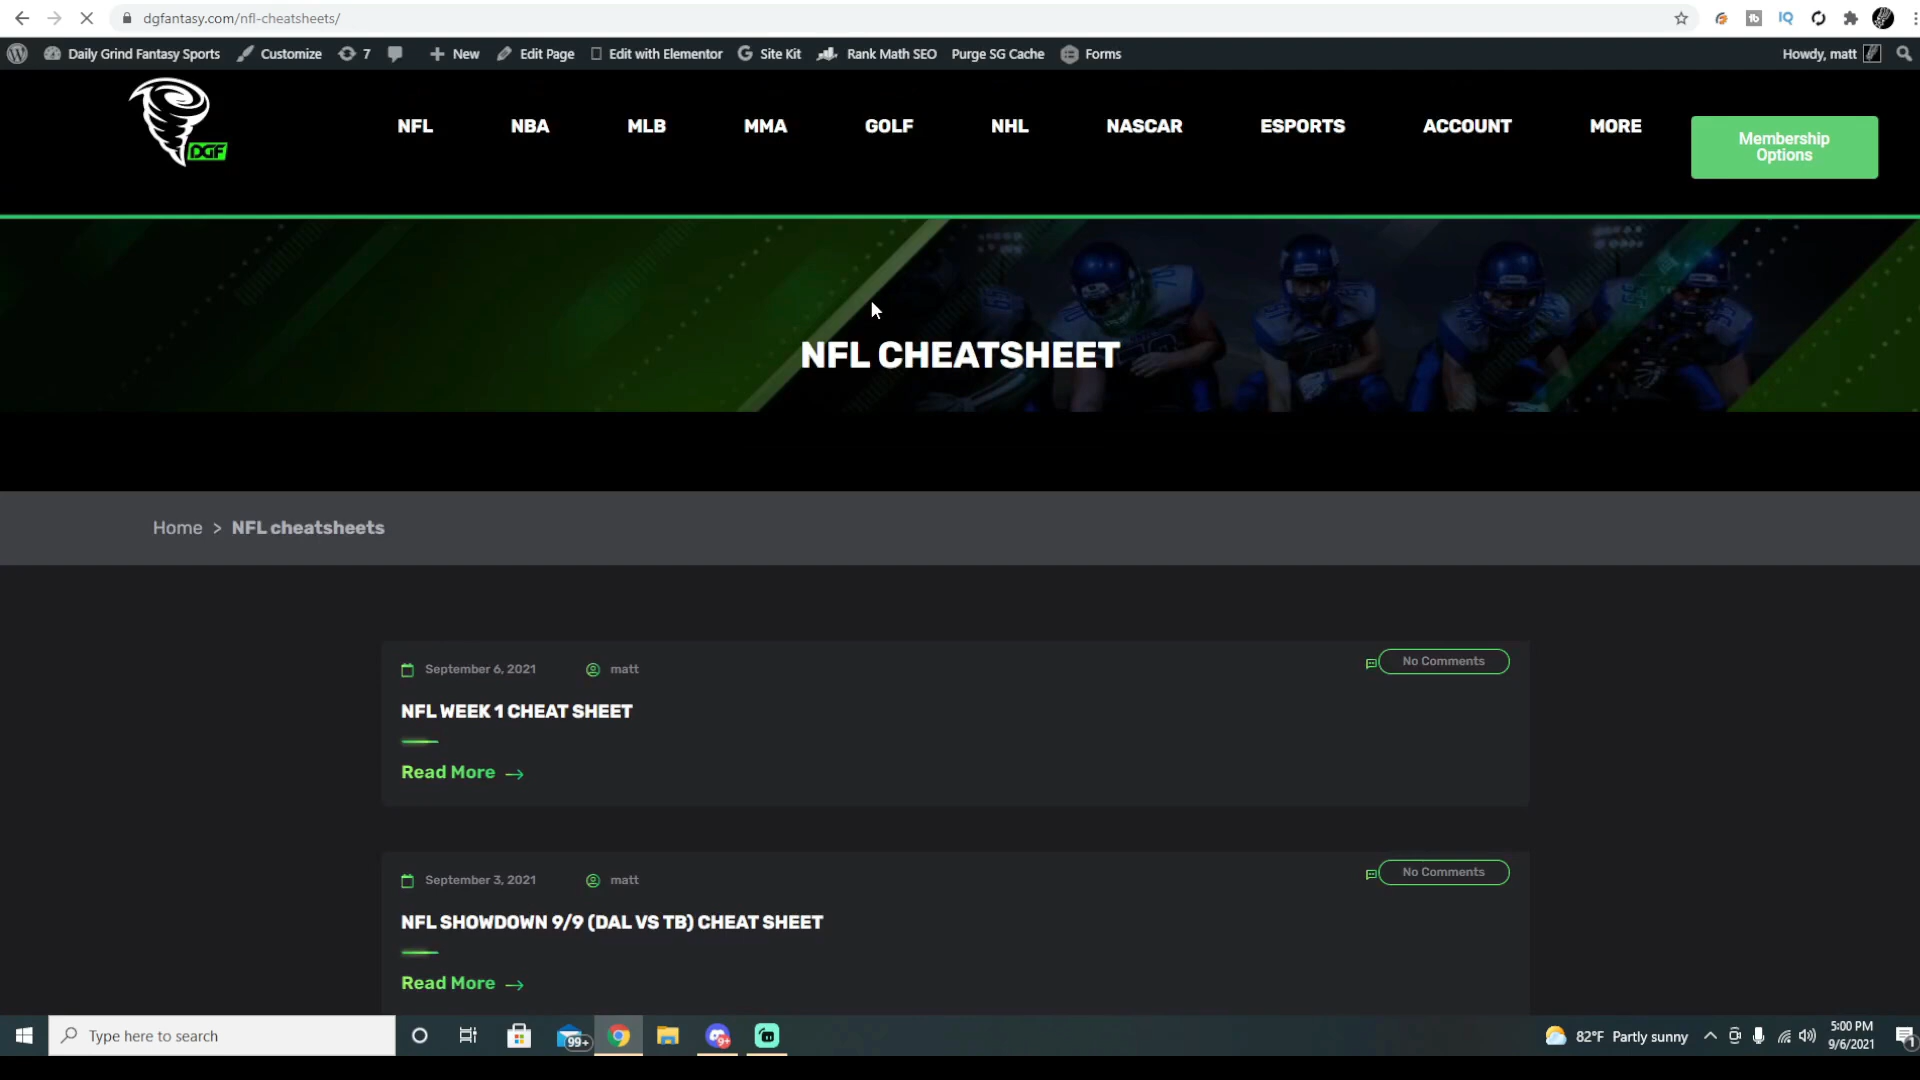 dgfantasy.com/nfl-cheatsheets/
tb IQ
Daily Grind Fantasy Sports Customize 7 New Edit Page Edit with Elementor Site Kit Rank Math SEO Purge SG Cache Forms Howdy, matt
DGF
NFL NBA MLB MMA GOLF NHL NASCAR ESPORTS ACCOUNT MORE
Membership
Options
NFL CHEATSHEET
Home > NFL cheatsheets
September 6, 2021 matt No Comments
NFL WEEK 1 CHEAT SHEET
Read More →
September 3, 2021 matt No Comments
NFL SHOWDOWN 9/9 (DAL VS TB) CHEAT SHEET
Read More →
Type here to search 99+ 9+ 82°F Partly sunny 5:00 PM
9/6/2021 1